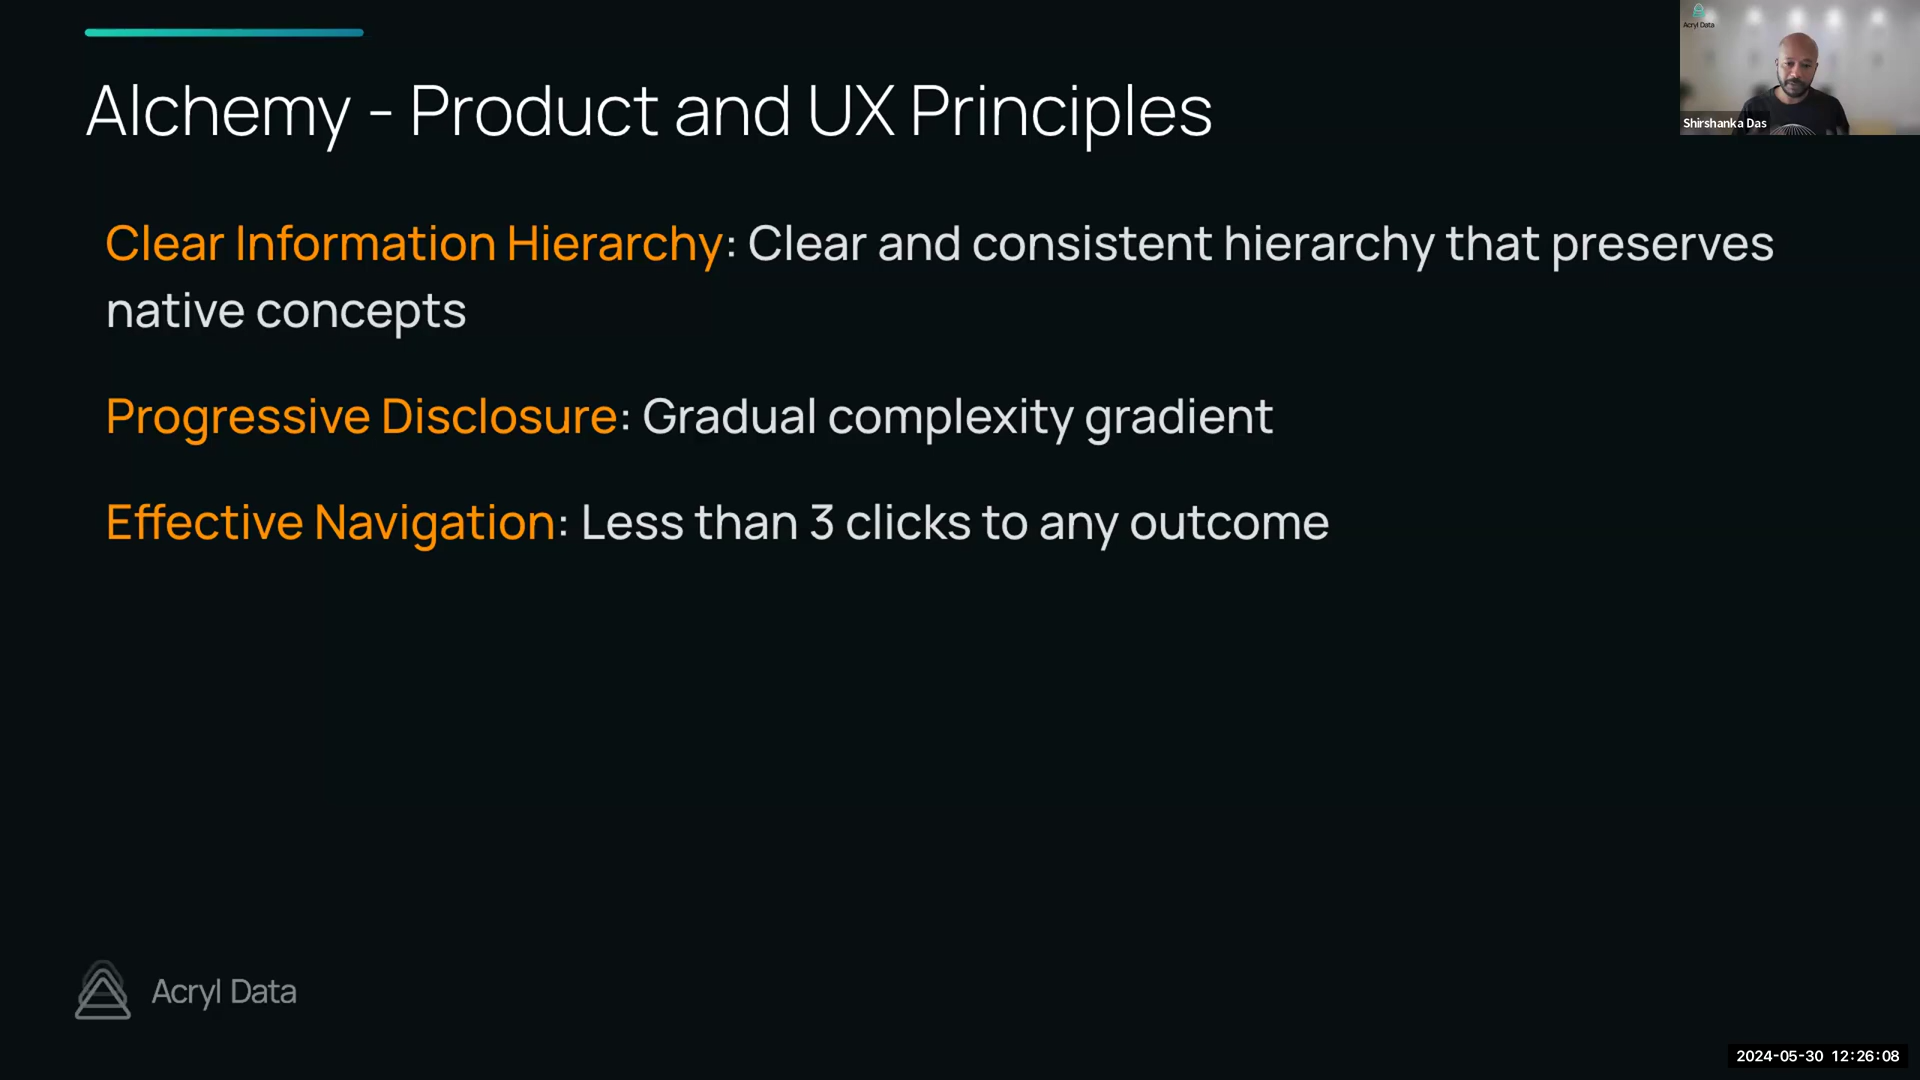 Alchemy - Product and UX Principles
Acryl Data
Shirshanka Das
Clear Information Hierarchy: Clear and consistent hierarchy that preserves
native concepts
Progressive Disclosure: Gradual complexity gradient
Effective Navigation: Less than 3 clicks to any outcome
Acryl Data
2024-05-30 12:26:08